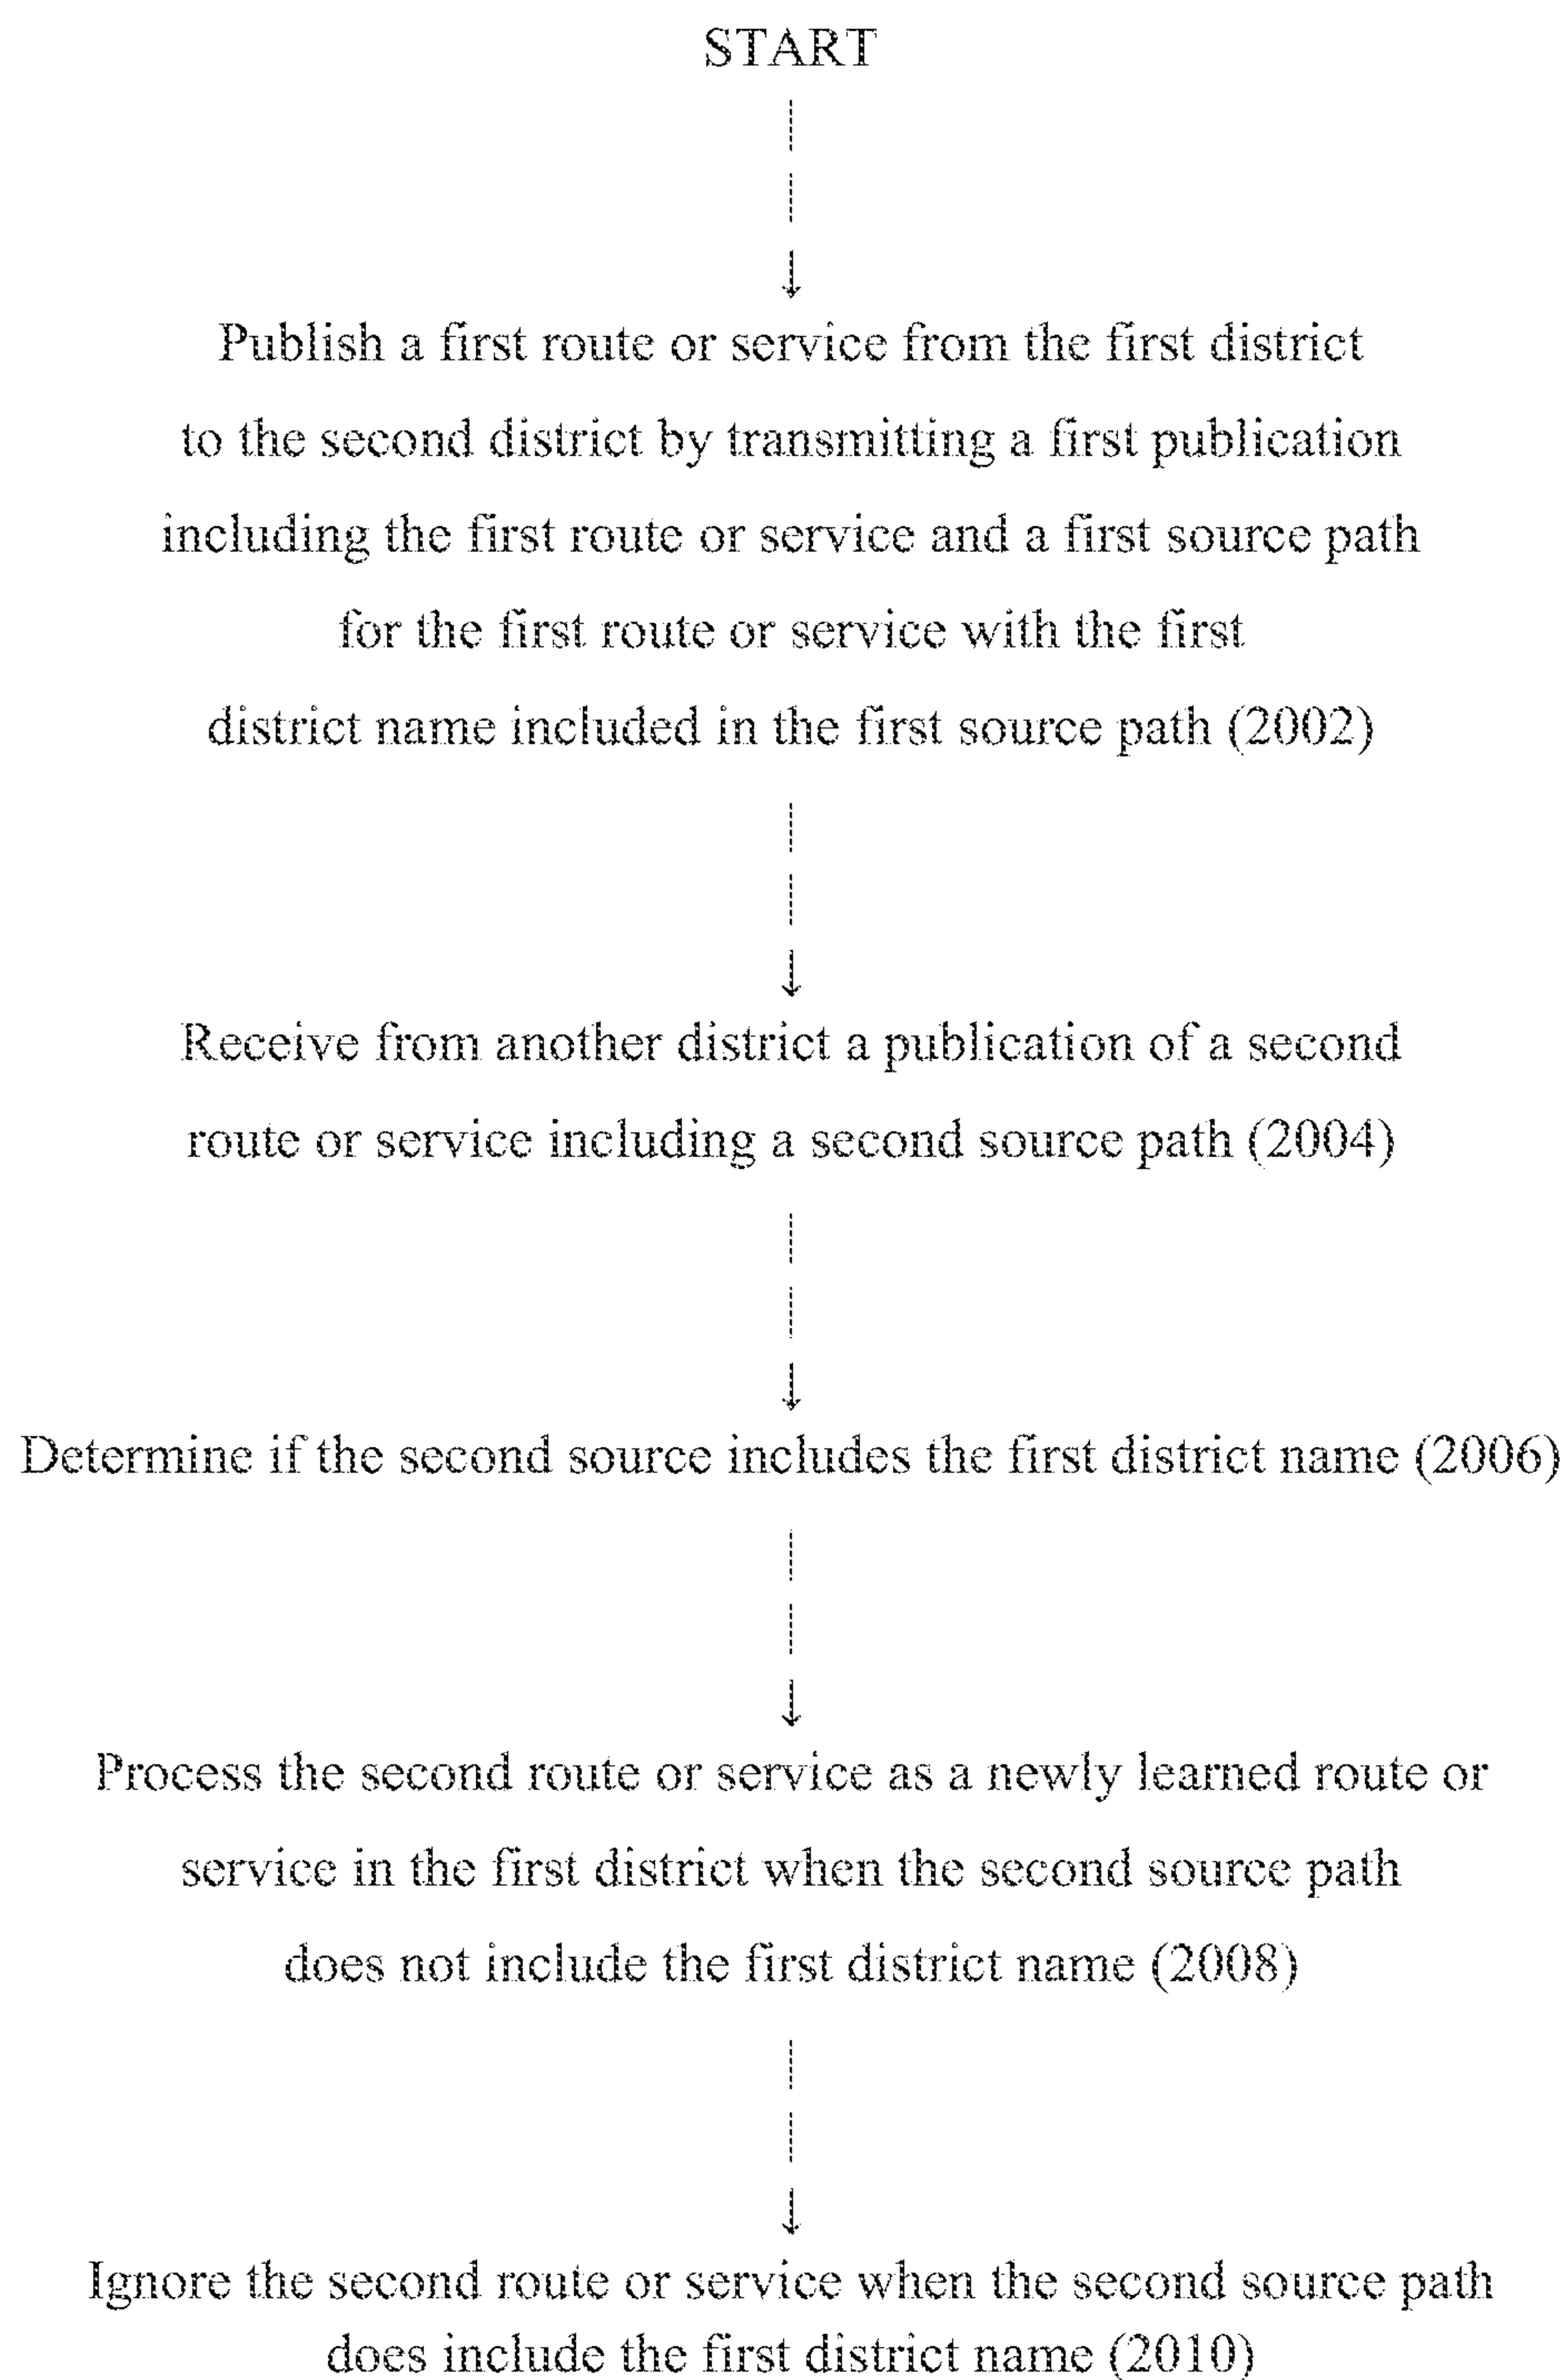 START
Publish a first route or service from the first district
to the second district by transmitting a first publication
including the first route or service and a first source path
for the first route or service with the first
district name included in the first source path (2002)
Receive from another district a publication of a second
route or service including a second source path (2004)
Determine if the second source includes the first district name (2006)
Process the second route or service as a newly learned route or
service in the first district when the second source path
does not include the first district name (2008)
Ignore the second route or service when the second source path
does include the first district name (2010)